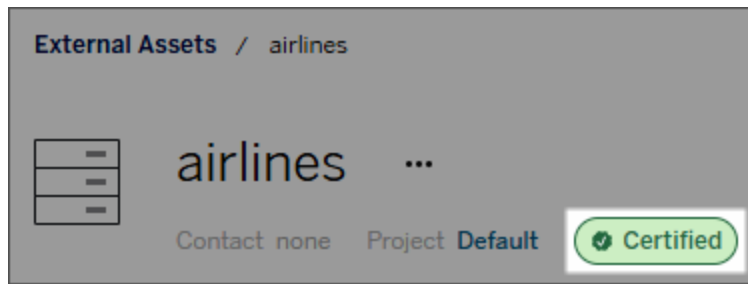 External Assets / airlines
airlines ...
Contact none Project Default Certified